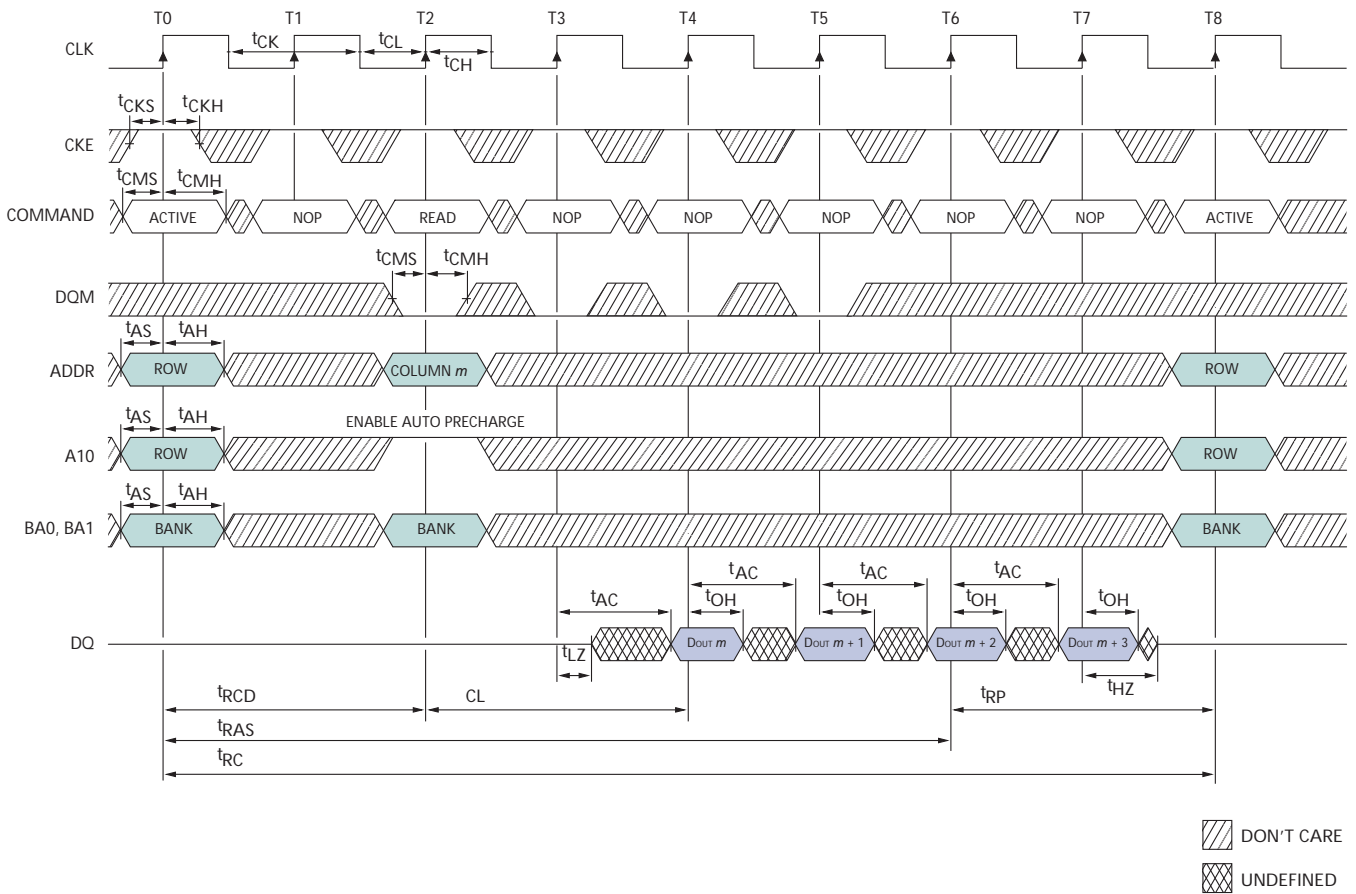 T0 T1 T2 T3 T4 T5 T6 T7 T8
CLK
tCK tCL
tCH
tCKS tCKH
CKE
tCMS tCMH
COMMAND ACTIVE NOP READ NOP NOP NOP NOP NOP ACTIVE
tCMS tCMH
DQM
tAS tAH
ADDR ROW COLUMN m ROW
tAS tAH ENABLE AUTO PRECHARGE
A10 ROW ROW
tAS tAH
BA0, BA1 BANK BANK BANK
tAC tAC tAC
tAC tOH tOH tOH tOH
DQ DOUT m DOUT m + 1 DOUT m + 2 DOUT m + 3
tLZ tHZ
tRCD CL tRP
tRAS
tRC
DON'T CARE
UNDEFINED